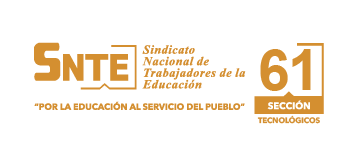 SNTE
Sindicato
Nacional de
Trabajadores de la
Educación
"POR LA EDUCACIÓN AL SERVICIO DEL PUEBLO"
61
SECCIÓN
TECNOLÓGICOS